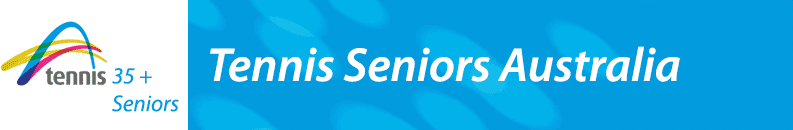 tennis 35 +
Seniors
Tennis Seniors Australia